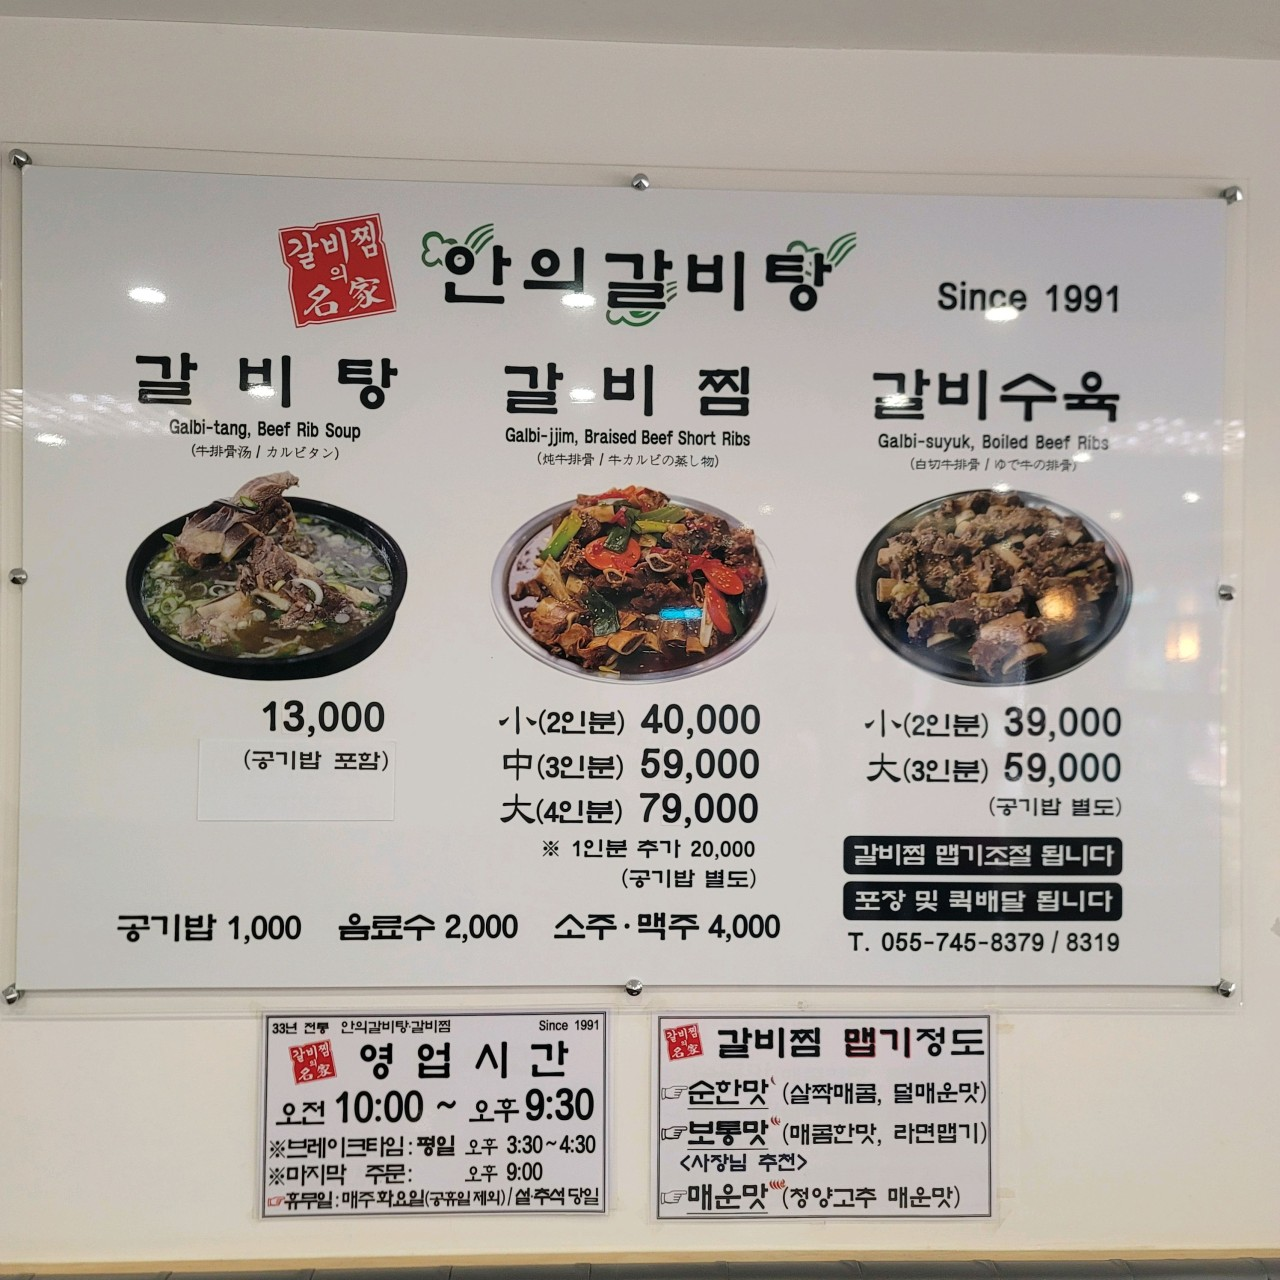 갈비찜
의
名家
안의갈비탕
Since 1991
갈비탕
Galbi-tang, Beef Rib Soup
(牛排骨汤 / カルビタン)
13,000
(공기밥 포함)
갈비찜
Galbi-jjim, Braised Beef Short Ribs
(炖牛排骨 / 牛カルビの蒸し物)
小(2인분) 40,000
中(3인분) 59,000
大(4인분) 79,000
※ 1인분 추가 20,000
(공기밥 별도)
갈비수육
Galbi-suyuk, Boiled Beef Ribs
(白切牛排骨 / ゆで牛の排骨)
小(2인분) 39,000
大(3인분) 59,000
(공기밥 별도)
갈비찜 맵기조절 됩니다
포장 및 퀵배달 됩니다
T. 055-745-8379 / 8319
공기밥 1,000 음료수 2,000 소주·맥주 4,000
33년 전통 안의갈비탕·갈비찜 Since 1991
갈비찜
의
名家
영업시간
오전 10:00 ~ 오후 9:30
※브레이크타임 : 평일 오후 3:30~4:30
※마지막 주문: 오후 9:00
☞휴무일 : 매주화요일(공휴일 제외) / 설·추석 당일
갈비찜
의
名家
갈비찜 맵기정도
☞순한맛 (살짝매콤, 덜매운맛)
☞보통맛 (매콤한맛, 라면맵기)
<사장님 추천>
☞매운맛 (청양고추 매운맛)